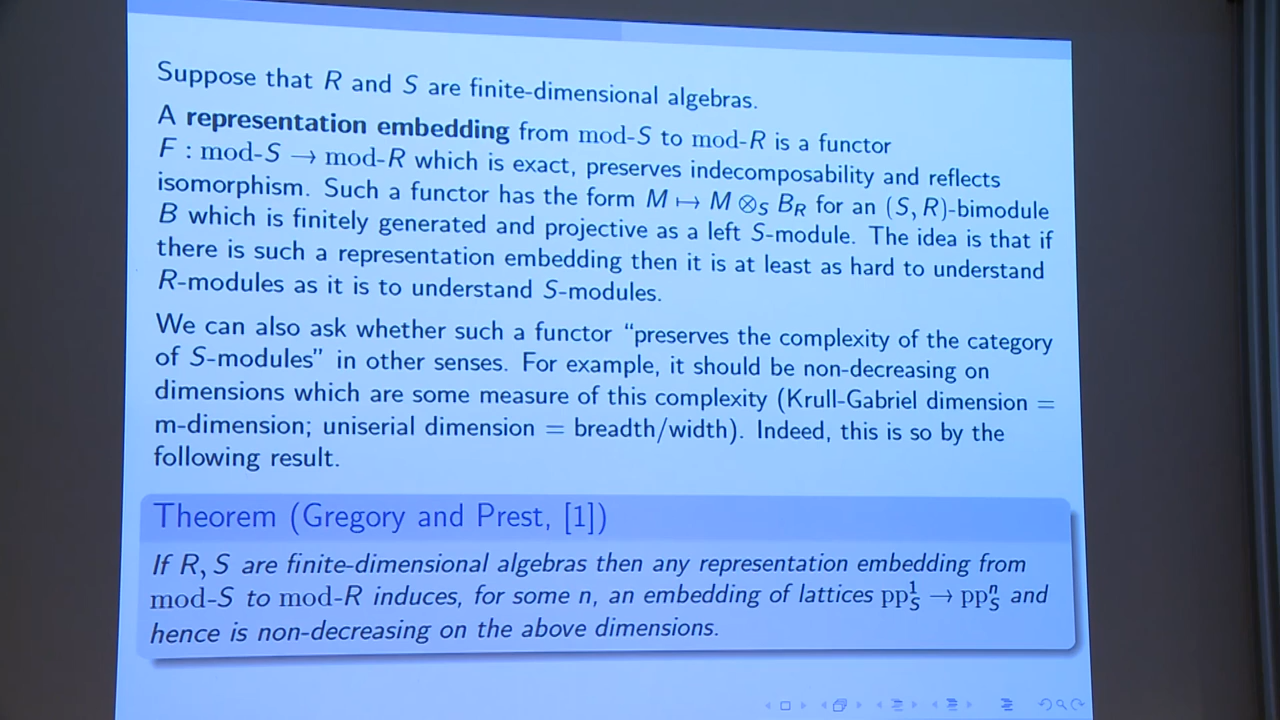 Suppose that R and S are finite-dimensional algebras.
A representation embedding from mod-S to mod-R is a functor
F : mod-S → mod-R which is exact, preserves indecomposability and reflects
isomorphism. Such a functor has the form M ↦ M ⊗_S B_R for an (S, R)-bimodule
B which is finitely generated and projective as a left S-module. The idea is that if
there is such a representation embedding then it is at least as hard to understand
R-modules as it is to understand S-modules.
We can also ask whether such a functor "preserves the complexity of the category
of S-modules" in other senses. For example, it should be non-decreasing on
dimensions which are some measure of this complexity (Krull-Gabriel dimension =
m-dimension; uniserial dimension = breadth/width). Indeed, this is so by the
following result.
Theorem (Gregory and Prest, [1])
If R, S are finite-dimensional algebras then any representation embedding from
mod-S to mod-R induces, for some n, an embedding of lattices pp^1_S → pp^n_S and
hence is non-decreasing on the above dimensions.